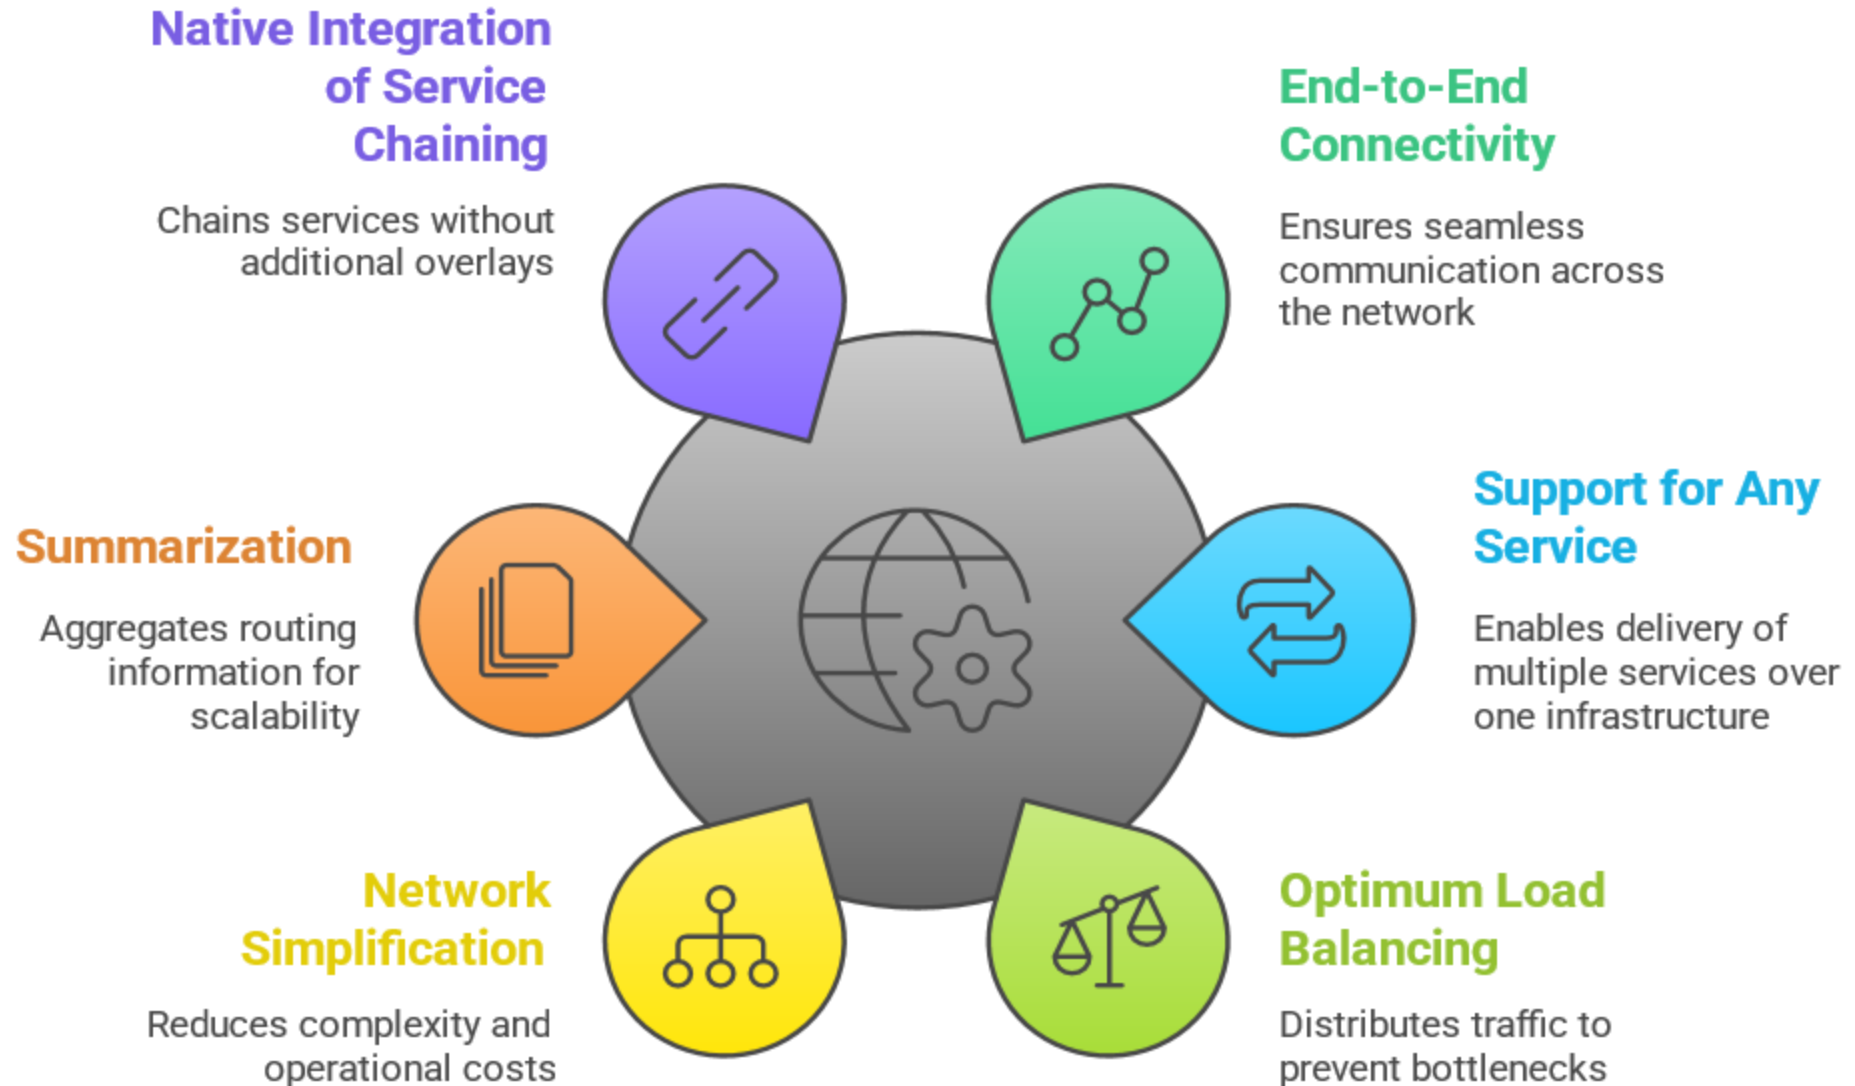 Native Integration
of Service
Chaining
Chains services without
additional overlays
End-to-End
Connectivity
Ensures seamless
communication across
the network
Summarization
Aggregates routing
information for
scalability
Support for Any
Service
Enables delivery of
multiple services over
one infrastructure
Network
Simplification
Reduces complexity and
operational costs
Optimum Load
Balancing
Distributes traffic to
prevent bottlenecks